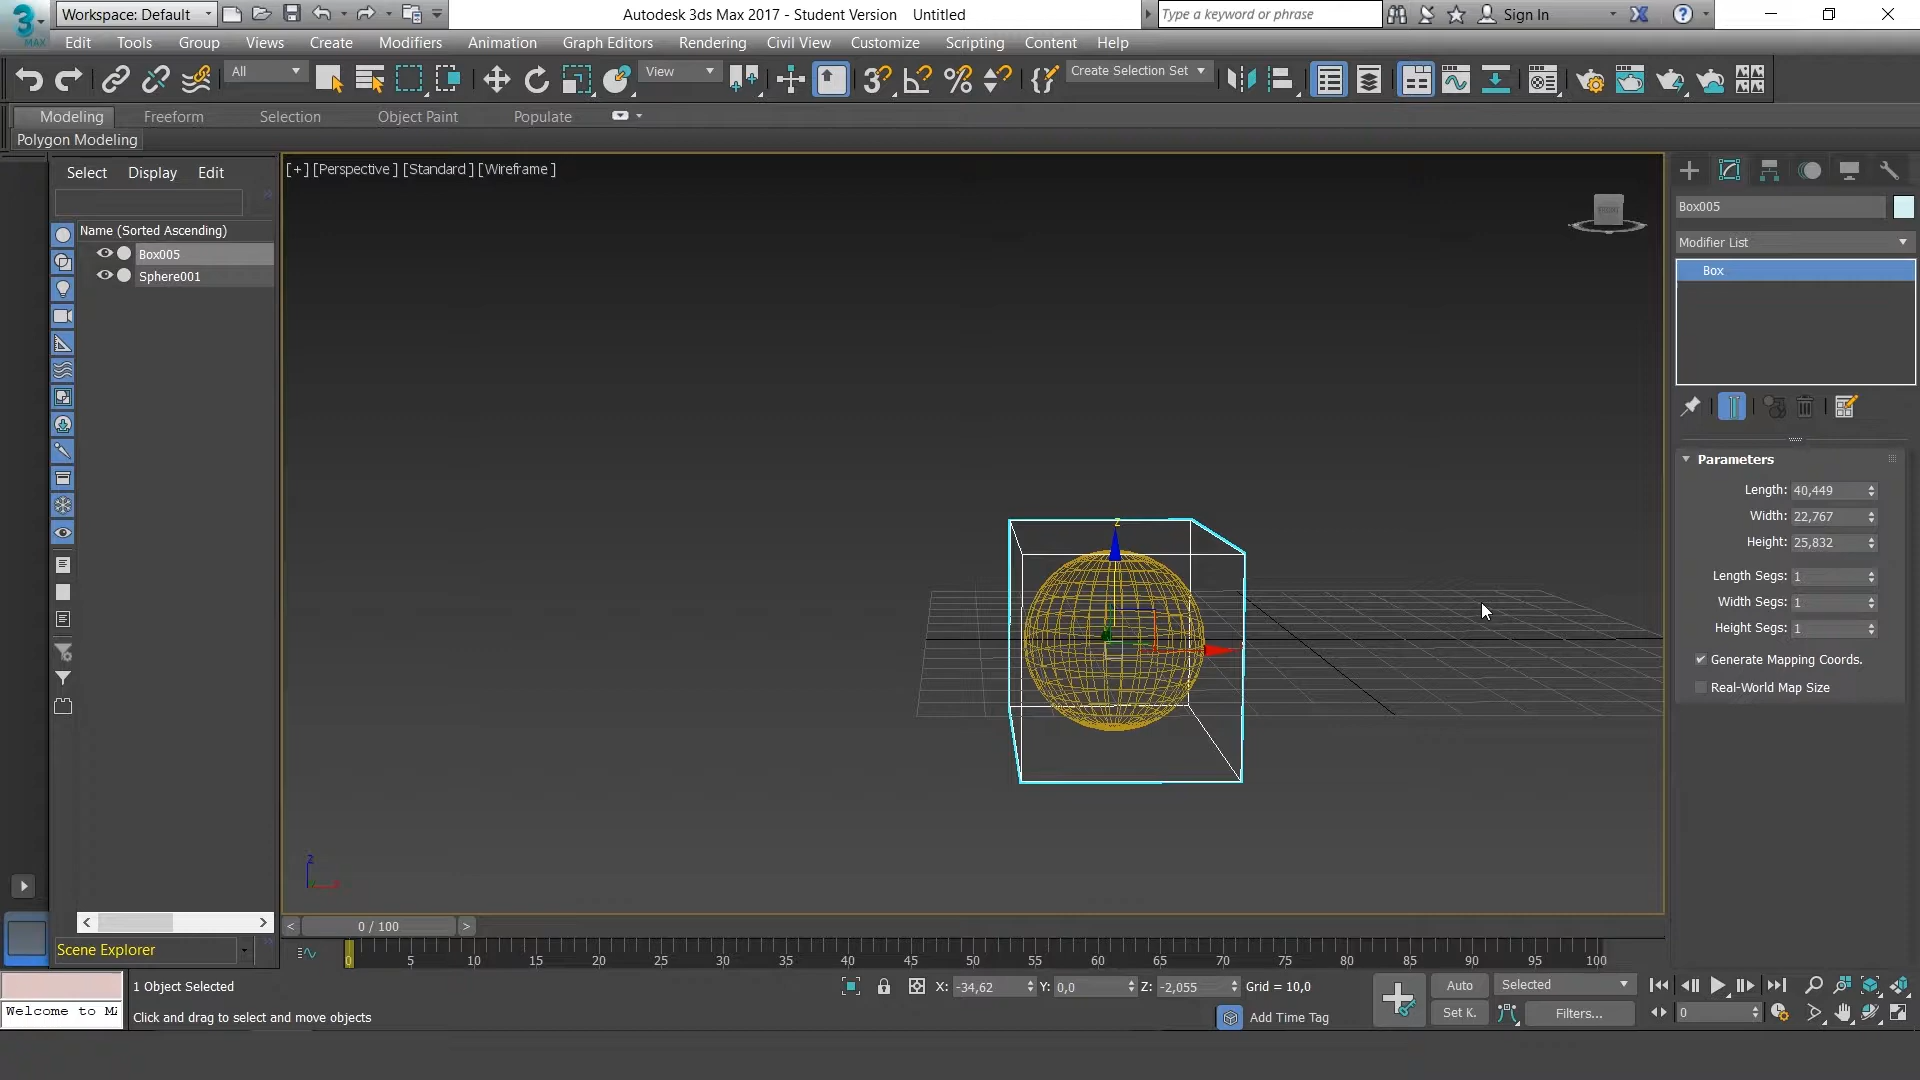 Workspace: Default
Autodesk 3ds Max 2017 - Student Version Untitled
Type a keyword or phrase
Sign In
MAX
Edit Tools Group Views Create Modifiers Animation Graph Editors Rendering Civil View Customize Scripting Content Help
All
View
Create Selection Set
Modeling Freeform Selection Object Paint Populate
Polygon Modeling
Select Display Edit
Name (Sorted Ascending)
Box005
Sphere001
Scene Explorer
[+] [Perspective ] [Standard ] [Wireframe ]
FRONT
z
z
Box005
Modifier List
Box
Parameters
Length: 40,449
Width: 22,767
Height: 25,832
Length Segs: 1
Width Segs: 1
Height Segs: 1
Generate Mapping Coords.
Real-World Map Size
< 0 / 100 >
0 5 10 15 20 25 30 35 40 45 50 55 60 65 70 75 80 85 90 95 100
1 Object Selected
X: -34,62 Y: 0,0 Z: -2,055 Grid = 10,0
Auto Selected
Welcome to MA
Click and drag to select and move objects
Add Time Tag
Set K. Filters... 0